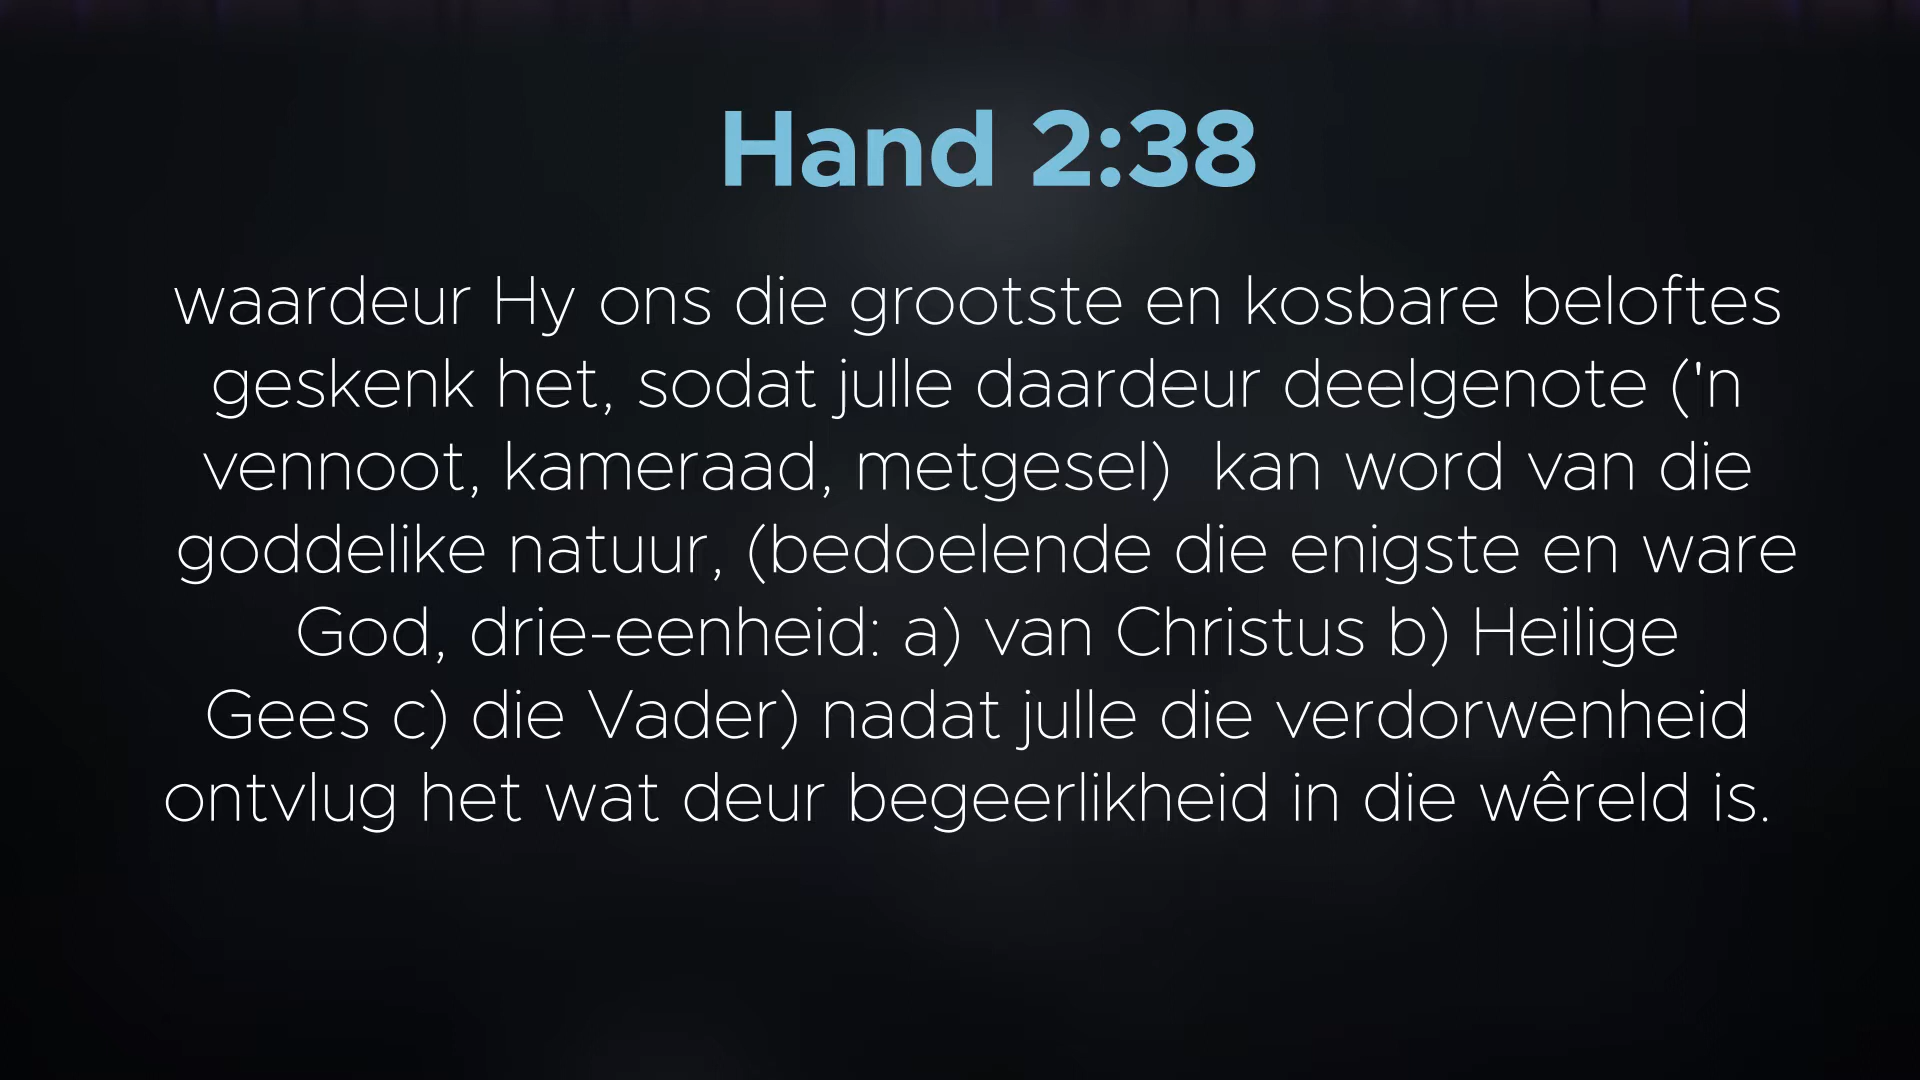 Hand 2:38
waardeur Hy ons die grootste en kosbare beloftes
geskenk het, sodat julle daardeur deelgenote ('n
vennoot, kameraad, metgesel)  kan word van die
goddelike natuur, (bedoelende die enigste en ware
God, drie-eenheid: a) van Christus b) Heilige
Gees c) die Vader) nadat julle die verdorwenheid
ontvlug het wat deur begeerlikheid in die wêreld is.